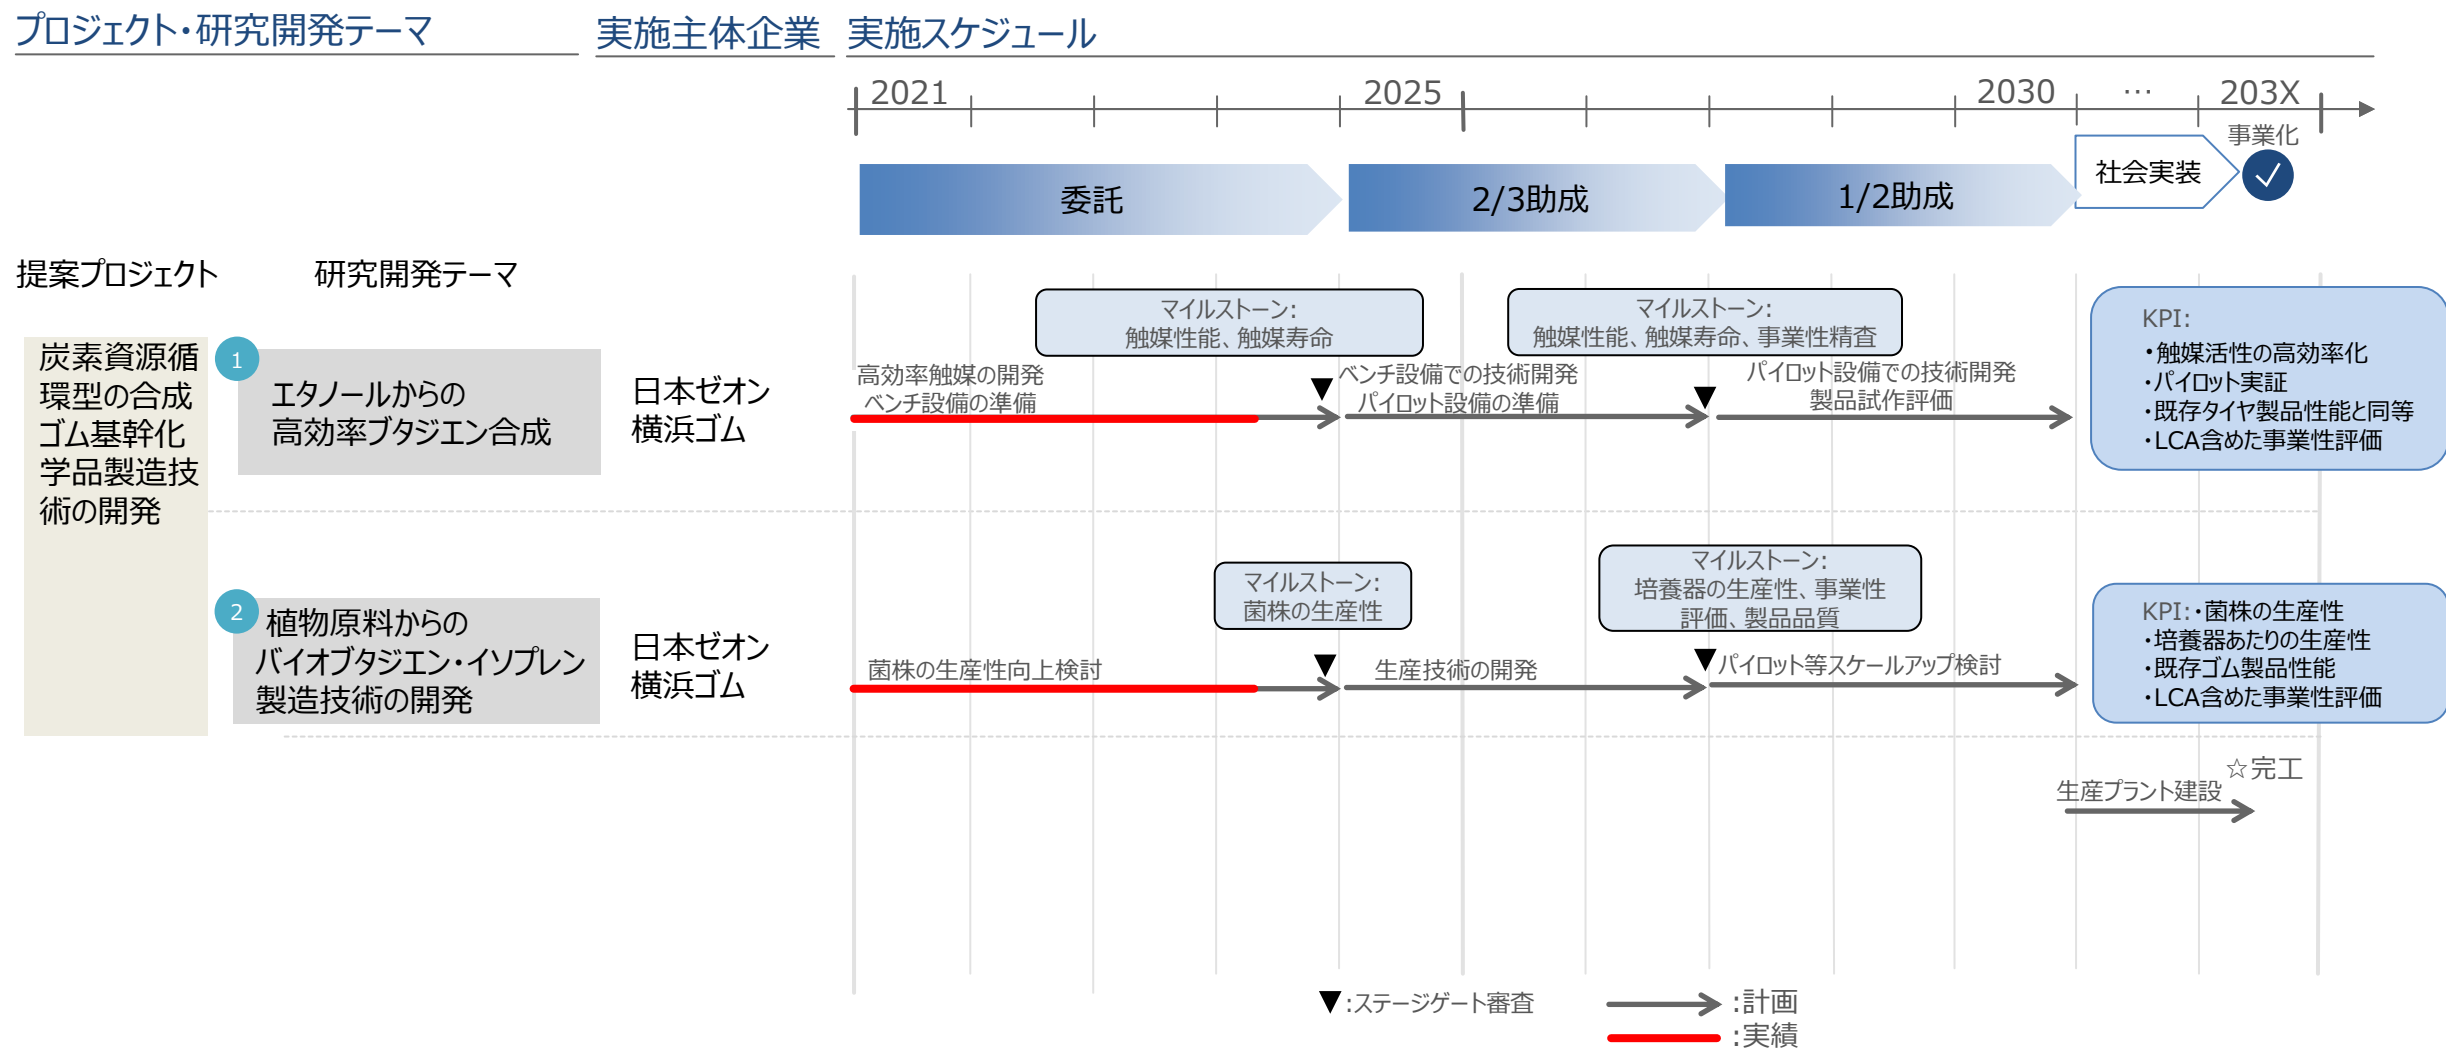 プロジェクト・研究開発テーマ
実施主体企業
実施スケジュール
2021
2025
2030
…
203X
事業化
委託
2/3助成
1/2助成
社会実装
提案プロジェクト
研究開発テーマ
炭素資源循
環型の合成
ゴム基幹化
学品製造技
術の開発
1
エタノールからの
高効率ブタジエン合成
日本ゼオン
横浜ゴム
マイルストーン:
触媒性能、触媒寿命
高効率触媒の開発
ベンチ設備の準備
▼
ベンチ設備での技術開発
パイロット設備の準備
マイルストーン:
触媒性能、触媒寿命、事業性精査
▼
パイロット設備での技術開発
製品試作評価
KPI:
・触媒活性の高効率化
・パイロット実証
・既存タイヤ製品性能と同等
・LCA含めた事業性評価
2
植物原料からの
バイオブタジエン・イソプレン
製造技術の開発
日本ゼオン
横浜ゴム
マイルストーン:
菌株の生産性
菌株の生産性向上検討
▼
生産技術の開発
マイルストーン:
培養器の生産性、事業性
評価、製品品質
▼
パイロット等スケールアップ検討
KPI:・菌株の生産性
・培養器あたりの生産性
・既存ゴム製品性能
・LCA含めた事業性評価
☆完工
生産プラント建設
▼:ステージゲート審査
:計画
:実績